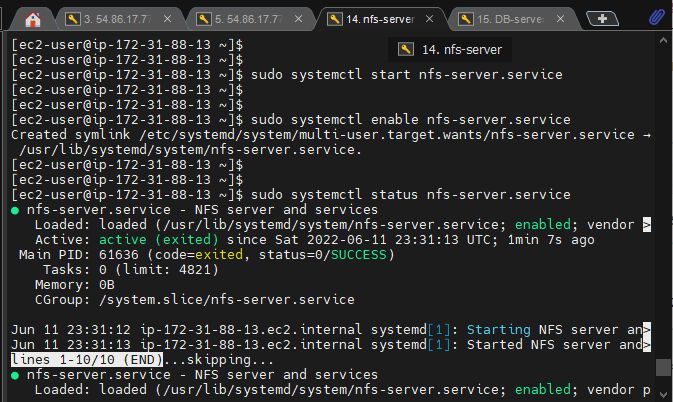 3. 54.86.17.77
5. 54.86.17.77
14. nfs-server
15. DB-server
[ec2-user@ip-172-31-88-13 ~]$
14. nfs-server
[ec2-user@ip-172-31-88-13 ~]$
[ec2-user@ip-172-31-88-13 ~]$ sudo systemctl start nfs-server.service
[ec2-user@ip-172-31-88-13 ~]$
[ec2-user@ip-172-31-88-13 ~]$
[ec2-user@ip-172-31-88-13 ~]$ sudo systemctl enable nfs-server.service
Created symlink /etc/systemd/system/multi-user.target.wants/nfs-server.service →
/usr/lib/systemd/system/nfs-server.service.
[ec2-user@ip-172-31-88-13 ~]$
[ec2-user@ip-172-31-88-13 ~]$
[ec2-user@ip-172-31-88-13 ~]$ sudo systemctl status nfs-server.service
● nfs-server.service - NFS server and services
Loaded: loaded (/usr/lib/systemd/system/nfs-server.service; enabled; vendor >
Active: active (exited) since Sat 2022-06-11 23:31:13 UTC; 1min 7s ago
Main PID: 61636 (code=exited, status=0/SUCCESS)
Tasks: 0 (limit: 4821)
Memory: 0B
CGroup: /system.slice/nfs-server.service
Jun 11 23:31:12 ip-172-31-88-13.ec2.internal systemd[1]: Starting NFS server an>
Jun 11 23:31:13 ip-172-31-88-13.ec2.internal systemd[1]: Started NFS server and>
lines 1-10/10 (END)...skipping...
● nfs-server.service - NFS server and services
Loaded: loaded (/usr/lib/systemd/system/nfs-server.service; enabled; vendor p